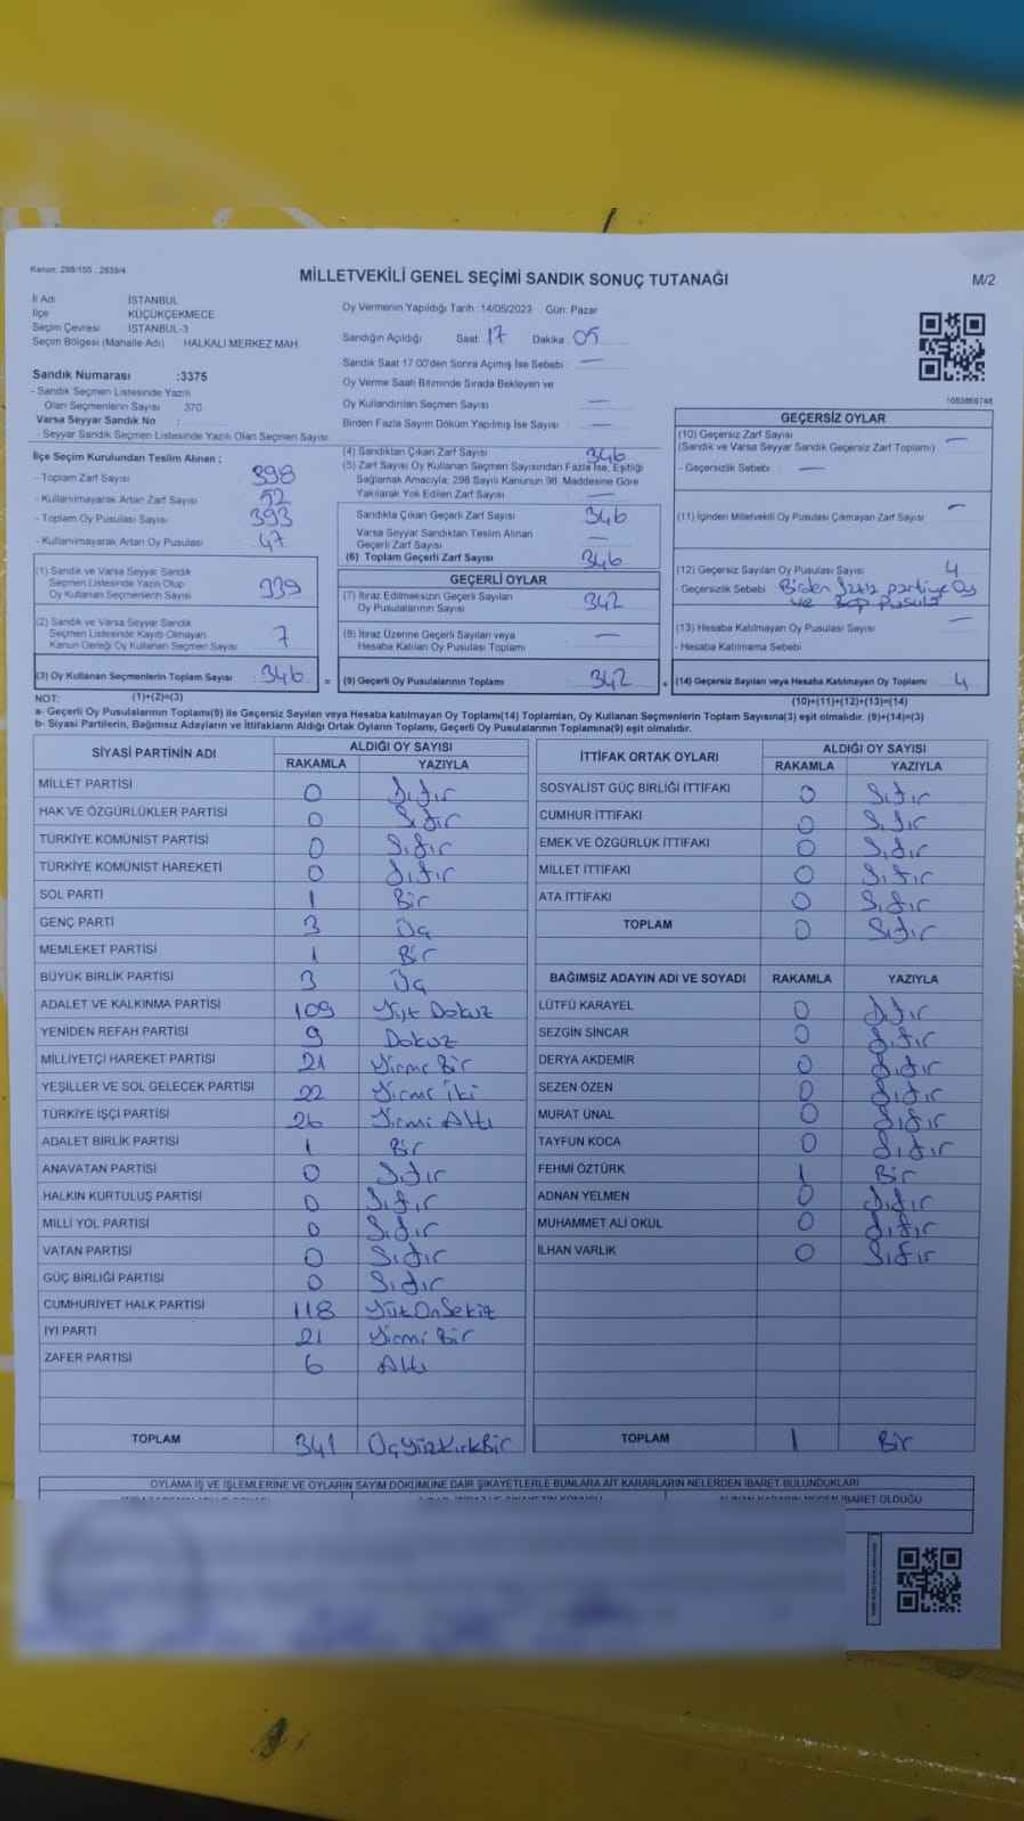 Kanun: 298/155 , 2839/4
MİLLETVEKİLİ GENEL SEÇİMİ SANDIK SONUÇ TUTANAĞI
M/2
İl Adı İSTANBUL
İlçe KÜÇÜKÇEKMECE
Seçim Çevresi İSTANBUL-3
Seçim Bölgesi (Mahalle Adı) HALKALI MERKEZ MAH.
Sandık Numarası :3375
- Sandık Seçmen Listesinde Yazılı
Olan Seçmenlerin Sayısı : 370
Varsa Seyyar Sandık No :
- Seyyar Sandık Seçmen Listesinde Yazılı Olan Seçmen Sayısı
İlçe Seçim Kurulundan Teslim Alınan ;
- Toplam Zarf Sayısı 398
- Kullanılmayarak Artan Zarf Sayısı 52
- Toplam Oy Pusulası Sayısı 393
- Kullanılmayarak Artan Oy Pusulası 47
(1) Sandık ve Varsa Seyyar Sandık
Seçmen Listesinde Yazılı Olup
Oy Kullanan Seçmenlerin Sayısı 339
(2) Sandık ve Varsa Seyyar Sandık
Seçmen Listesinde Kayıtlı Olmayan
Kanun Gereği Oy Kullanan Seçmen Sayısı 7
(3) Oy Kullanan Seçmenlerin Toplam Sayısı 346 =
Oy Vermenin Yapıldığı Tarih: 14/05/2023 Gün: Pazar
Sandığın Açıldığı Saat: 17 Dakika: 05
Sandık Saat 17.00'den Sonra Açılmış İse Sebebi —
Oy Verme Saati Bitiminde Sırada Bekleyen ve
Oy Kullandırılan Seçmen Sayısı —
Birden Fazla Sayım Döküm Yapılmış İse Sayısı —
(4) Sandıktan Çıkan Zarf Sayısı 346
(5) Zarf Sayısı Oy Kullanan Seçmen Sayısından Fazla İse, Eşitliği
Sağlamak Amacıyla; 298 Sayılı Kanunun 98. Maddesine Göre
Yakılarak Yok Edilen Zarf Sayısı —
Sandıkta Çıkan Geçerli Zarf Sayısı 346
Varsa Seyyar Sandıktan Teslim Alınan
Geçerli Zarf Sayısı —
(6) Toplam Geçerli Zarf Sayısı 346
GEÇERLİ OYLAR
(7) İtiraz Edilmeksizin Geçerli Sayılan
Oy Pusulalarının Sayısı 342
(8) İtiraz Üzerine Geçerli Sayılan veya
Hesaba Katılan Oy Pusulası Toplamı —
(9) Geçerli Oy Pusulalarının Toplamı 342 +
GEÇERSİZ OYLAR
(10) Geçersiz Zarf Sayısı —
(Sandık ve Varsa Seyyar Sandık Geçersiz Zarf Toplamı)
- Geçersizlik Sebebi —
(11) İçinden Milletvekili Oy Pusulası Çıkmayan Zarf Sayısı —
(12) Geçersiz Sayılan Oy Pusulası Sayısı 4
- Geçersizlik Sebebi Birden fazla partiye oy
ve Boş pusula
(13) Hesaba Katılmayan Oy Pusulası Sayısı —
- Hesaba Katılmama Sebebi
(14) Geçersiz Sayılan veya Hesaba Katılmayan Oy Toplamı 4
NOT: (1)+(2)=(3) (10)+(11)+(12)+(13)=(14)
a- Geçerli Oy Pusulalarının Toplamı(9) ile Geçersiz Sayılan veya Hesaba katılmayan Oy Toplamı(14) Toplamları, Oy Kullanan Seçmenlerin Toplam Sayısına(3) eşit olmalıdır. (9)+(14)=(3)
b- Siyasi Partilerin, Bağımsız Adayların ve İttifakların Aldığı Ortak Oyların Toplamı, Geçerli Oy Pusulalarının Toplamına(9) eşit olmalıdır.
SİYASİ PARTİNİN ADI ALDIĞI OY SAYISI
RAKAMLA YAZIYLA
MİLLET PARTİSİ 0 Sıfır
HAK VE ÖZGÜRLÜKLER PARTİSİ 0 Sıfır
TÜRKİYE KOMÜNİST PARTİSİ 0 Sıfır
TÜRKİYE KOMÜNİST HAREKETİ 0 Sıfır
SOL PARTİ 1 Bir
GENÇ PARTİ 3 Üç
MEMLEKET PARTİSİ 1 Bir
BÜYÜK BİRLİK PARTİSİ 3 Üç
ADALET VE KALKINMA PARTİSİ 109 Yüz Dokuz
YENİDEN REFAH PARTİSİ 9 Dokuz
MİLLİYETÇİ HAREKET PARTİSİ 21 Yirmi Bir
YEŞİLLER VE SOL GELECEK PARTİSİ 22 Yirmi İki
TÜRKİYE İŞÇİ PARTİSİ 26 Yirmi Altı
ADALET BİRLİK PARTİSİ 1 Bir
ANAVATAN PARTİSİ 0 Sıfır
HALKIN KURTULUŞ PARTİSİ 0 Sıfır
MİLLİ YOL PARTİSİ 0 Sıfır
VATAN PARTİSİ 0 Sıfır
GÜÇ BİRLİĞİ PARTİSİ 0 Sıfır
CUMHURİYET HALK PARTİSİ 118 Yüz On Sekiz
İYİ PARTİ 21 Yirmi Bir
ZAFER PARTİSİ 6 Altı
TOPLAM 341 Üç Yüz Kırk Bir
İTTİFAK ORTAK OYLARI ALDIĞI OY SAYISI
RAKAMLA YAZIYLA
SOSYALİST GÜÇ BİRLİĞİ İTTİFAKI 0 Sıfır
CUMHUR İTTİFAKI 0 Sıfır
EMEK VE ÖZGÜRLÜK İTTİFAKI 0 Sıfır
MİLLET İTTİFAKI 0 Sıfır
ATA İTTİFAKI 0 Sıfır
TOPLAM 0 Sıfır
BAĞIMSIZ ADAYIN ADI VE SOYADI RAKAMLA YAZIYLA
LÜTFÜ KARAYEL 0 Sıfır
SEZGİN SİNCAR 0 Sıfır
DERYA AKDEMİR 0 Sıfır
SEZEN ÖZEN 0 Sıfır
MURAT ÜNAL 0 Sıfır
TAYFUN KOCA 0 Sıfır
FEHMİ ÖZTÜRK 1 Bir
ADNAN YELMEN 0 Sıfır
MUHAMMET ALİ OKUL 0 Sıfır
İLHAN VARLIK 0 Sıfır
TOPLAM 1 Bir
OYLAMA İŞ VE İŞLEMLERİNE VE OYLARIN SAYIM DÖKÜMÜNE DAİR ŞİKAYETLERLE BUNLARA AİT KARARLARIN NELERDEN İBARET BULUNDUKLARI
İBARET OLDUĞU